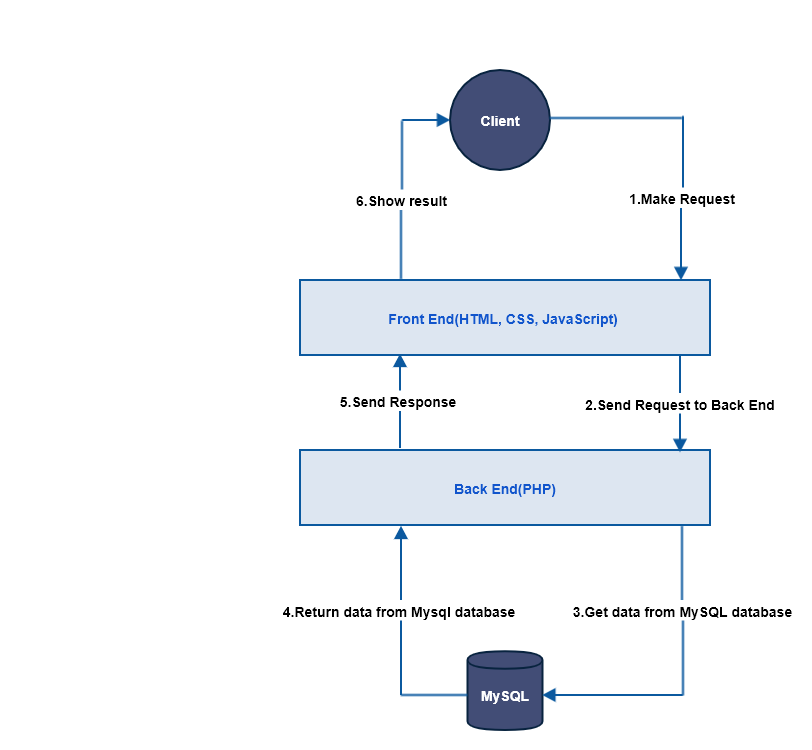 Client
6.Show result
1.Make Request
Front End(HTML, CSS, JavaScript)
5.Send Response
2.Send Request to Back End
Back End(PHP)
4.Return data from Mysql database
3.Get data from MySQL database
MySQL